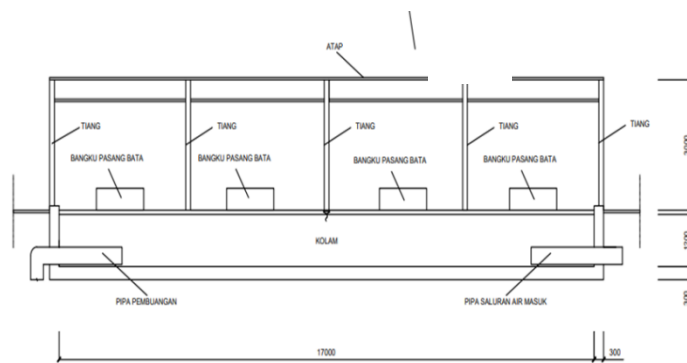 ATAP
TIANG
TIANG
TIANG
TIANG
TIANG
BANGKU PASANG BATA
BANGKU PASANG BATA
BANGKU PASANG BATA
BANGKU PASANG BATA
KOLAM
PIPA PEMBUANGAN
PIPA SALURAN AIR MASUK
17000
300